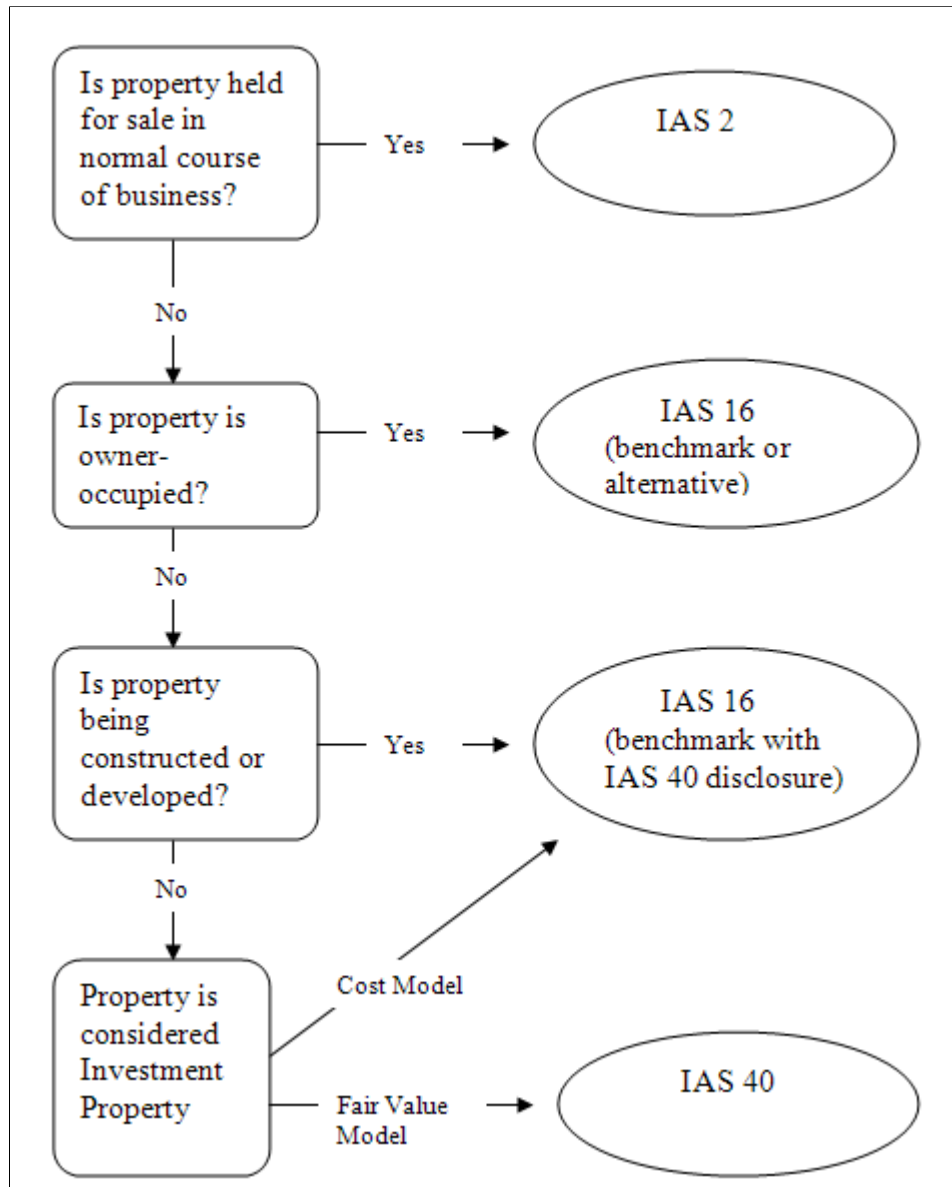 Is property held
for sale in
normal course
of business?
Yes
IAS 2
No
Is property is
owner-
occupied?
Yes
IAS 16
(benchmark or
alternative)
No
Is property
being
constructed or
developed?
Yes
IAS 16
(benchmark with
IAS 40 disclosure)
No
Property is
considered
Investment
Property
Cost Model
Fair Value
Model
IAS 40